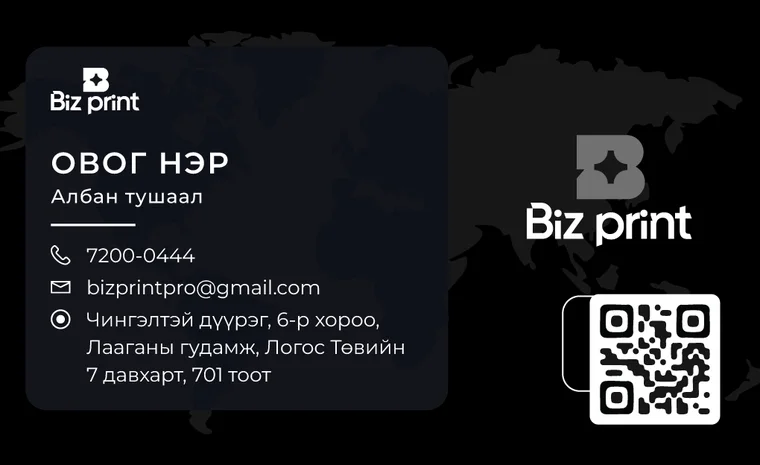 Biz print
ОВОГ НЭР
Албан тушаал
7200-0444
bizprintpro@gmail.com
Чингэлтэй дүүрэг, 6-р хороо,
Лааганы гудамж, Логос Төвийн
7 давхарт, 701 тоот
Biz print